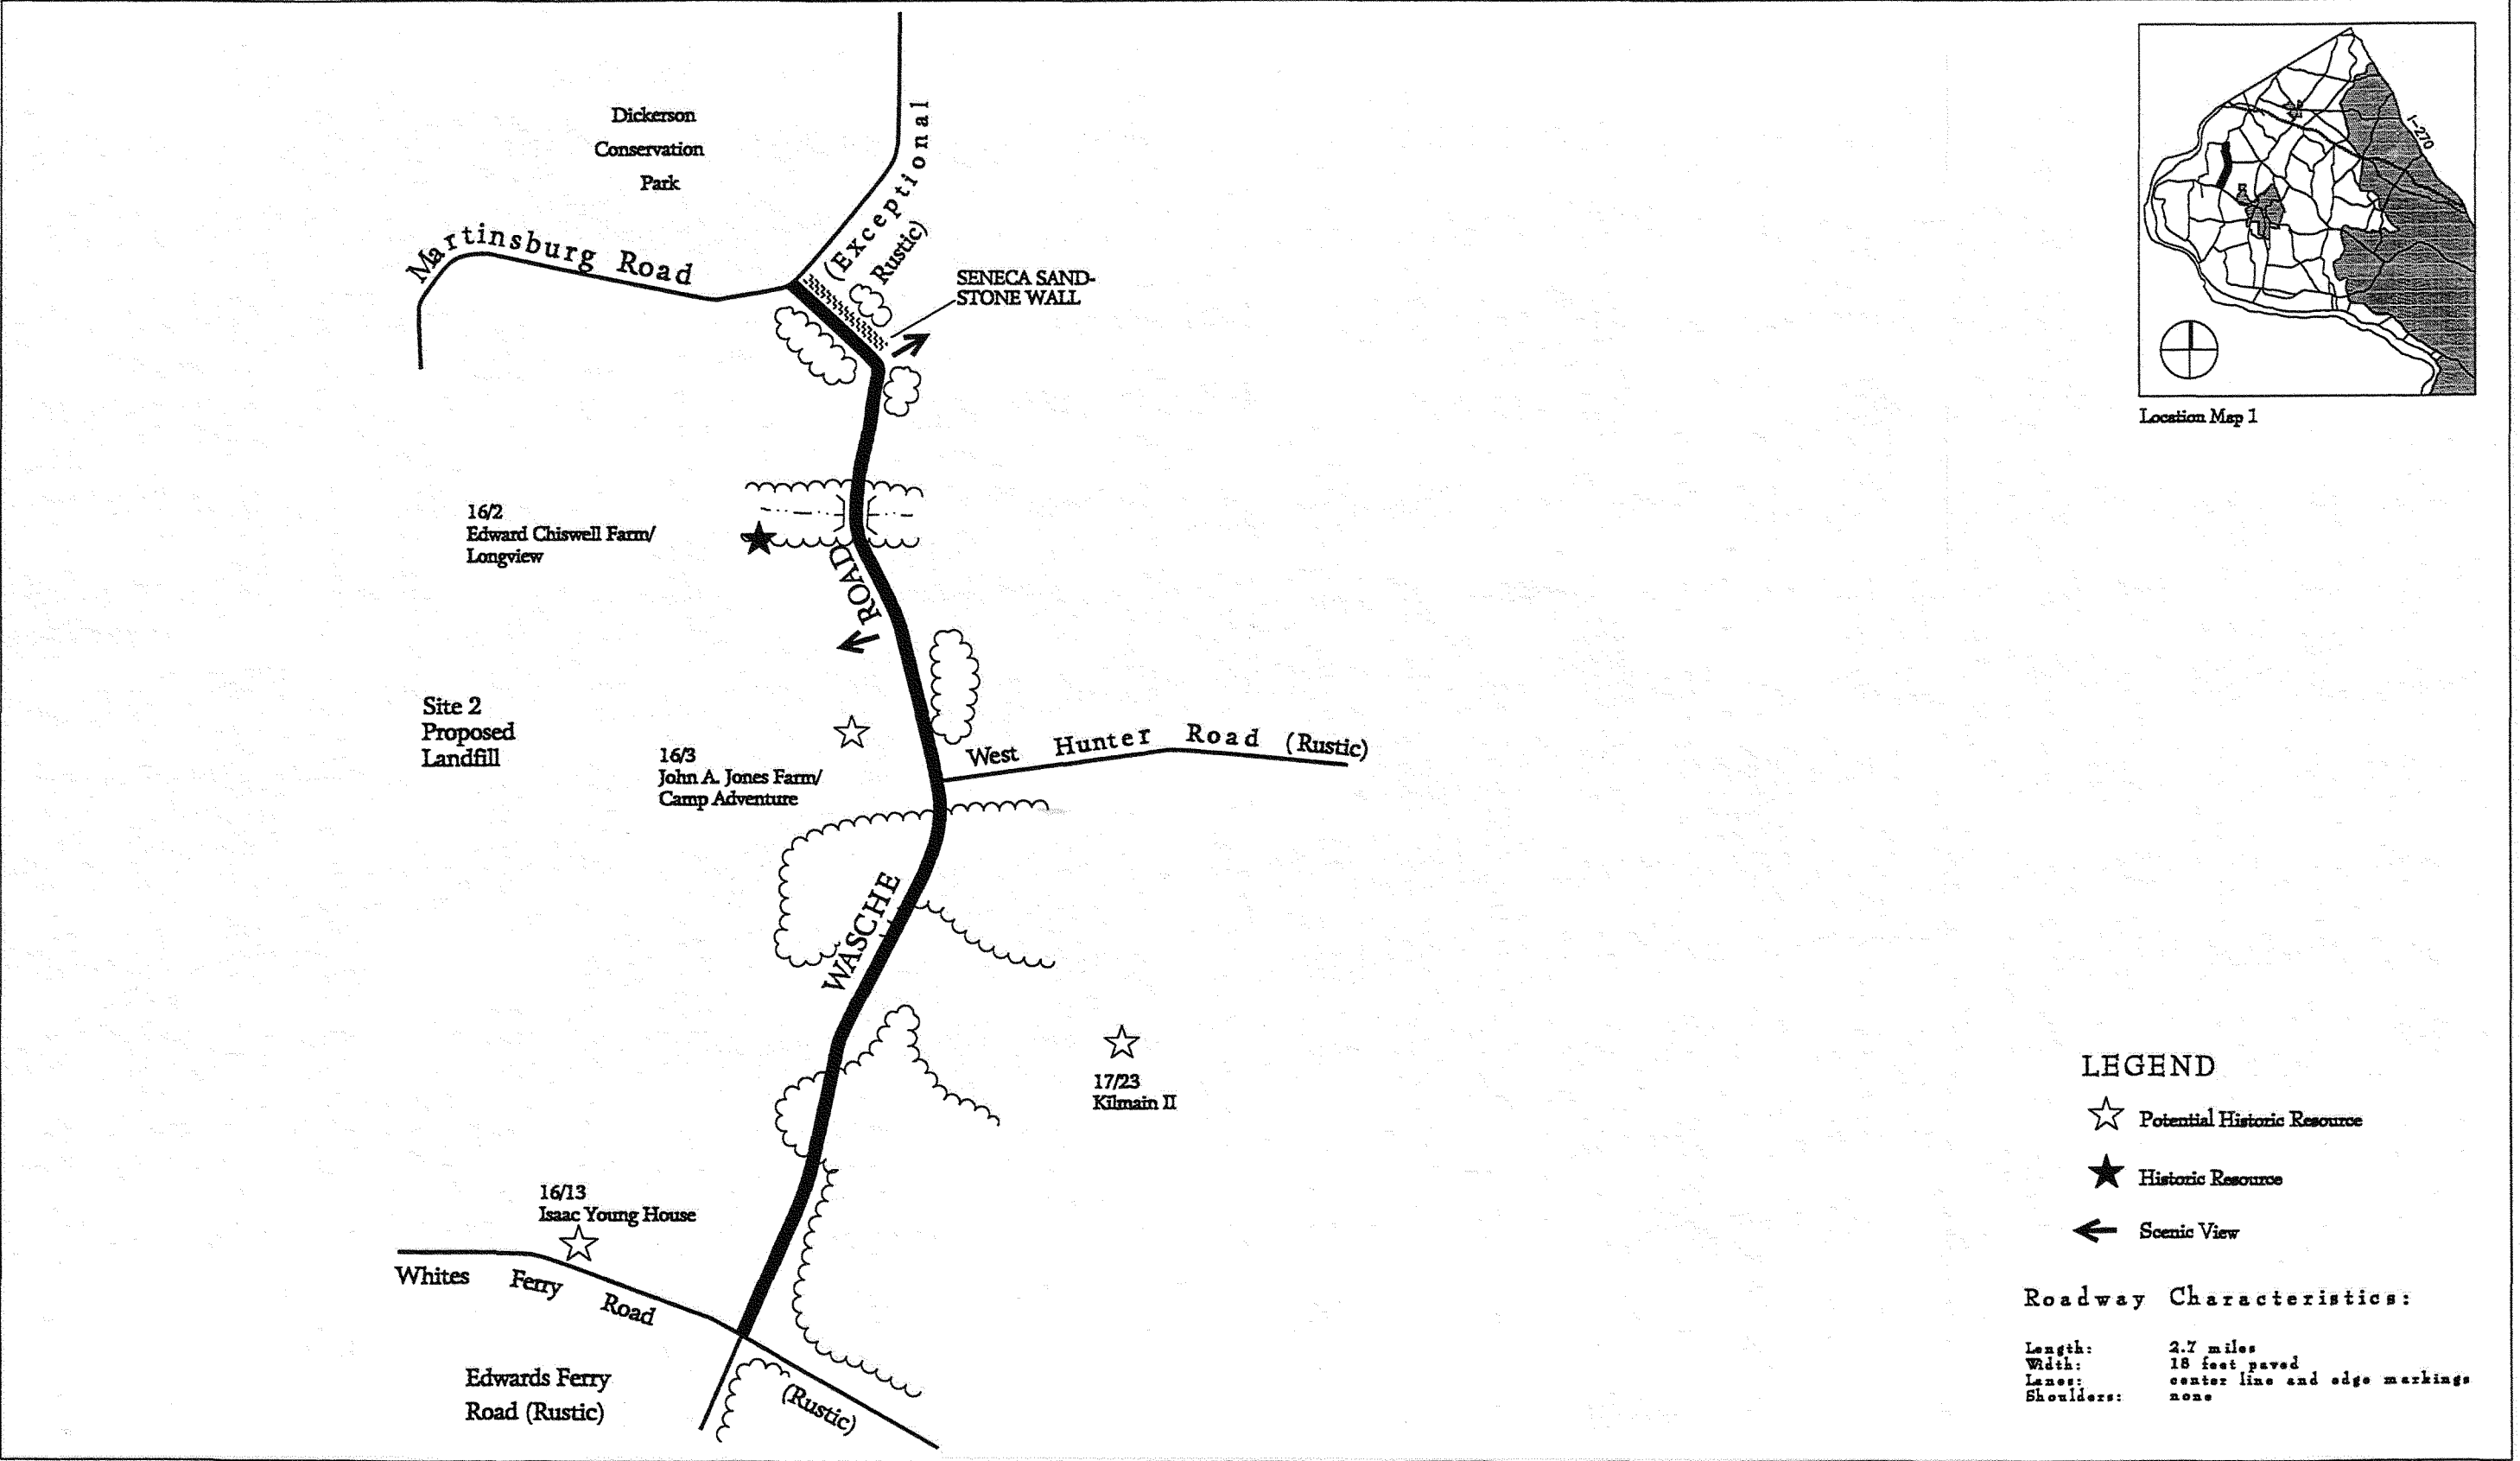 Dickerson
Conservation
Park
Martinsburg Road
(Exceptional
Rustic)
SENECA SAND-
STONE WALL
I-270
Location Map 1
16/2
Edward Chiswell Farm/
Longview
ROAD
Site 2
Proposed
Landfill
16/3
John A. Jones Farm/
Camp Adventure
West Hunter Road (Rustic)
WASCHE
17/23
Kilmain II
16/13
Isaac Young House
Whites Ferry Road
(Rustic)
Edwards Ferry
Road (Rustic)
LEGEND
Potential Historic Resource
Historic Resource
Scenic View
Roadway Characteristics:
Length: 2.7 miles
Width: 18 feet paved
Lanes: center line and edge markings
Shoulders: none